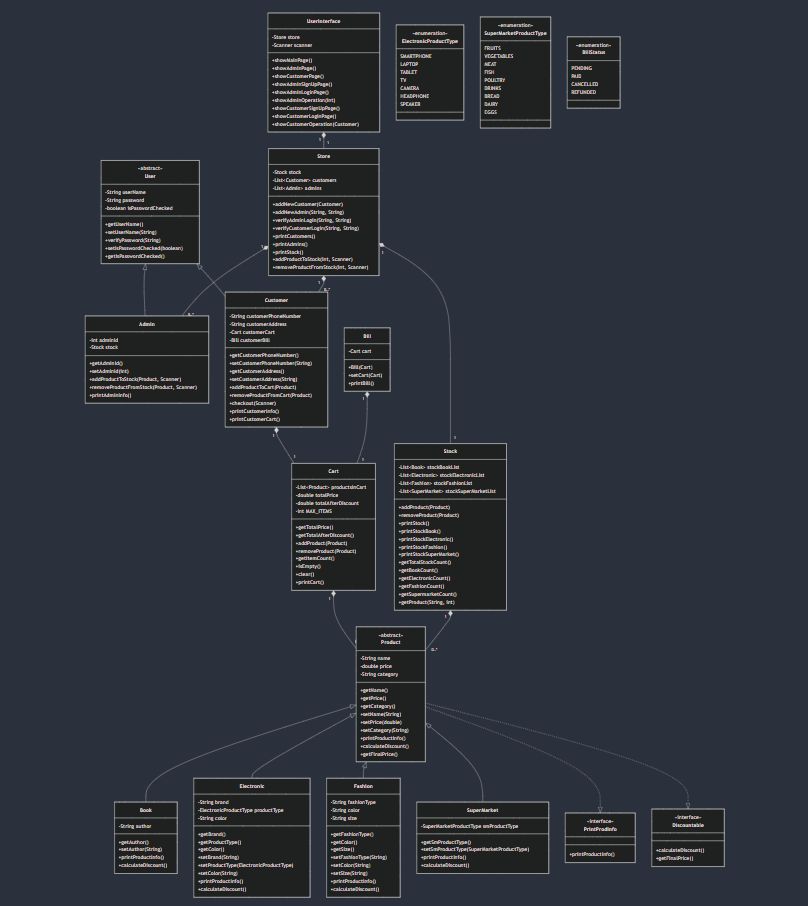 UserInterface
-Store store
-Scanner scanner
+showMainPage()
+showAdminPage()
+showCustomerPage()
+showAdminSignUpPage()
+showAdminLoginPage()
+showAdminOperation(int)
+showCustomerSignUpPage()
+showCustomerLoginPage()
+showCustomerOperation(Customer)
«enumeration»
ElectronicProductType
SMARTPHONE
LAPTOP
TABLET
TV
CAMERA
HEADPHONE
SPEAKER
«enumeration»
SuperMarketProductType
FRUITS
VEGETABLES
MEAT
FISH
POULTRY
DRINKS
BREAD
DAIRY
EGGS
«enumeration»
BillStatus
PENDING
PAID
CANCELLED
REFUNDED
1
1
Store
-Stock stock
-List<Customer> customers
-List<Admin> admins
+addNewCustomer(Customer)
+addNewAdmin(String, String)
+verifyAdminLogin(String, String)
+verifyCustomerLogin(String, String)
+printCustomers()
+printAdmins()
+printStock()
+addProductToStock(int, Scanner)
+removeProductFromStock(int, Scanner)
«abstract»
User
-String userName
-String password
-boolean isPasswordChecked
+getUserName()
+setUserName(String)
+verifyPassword(String)
+setIsPasswordChecked(boolean)
+getIsPasswordChecked()
1
1
1
0..*
0..*
Admin
-int adminId
-Stock stock
+getAdminId()
+setAdminId(int)
+addProductToStock(Product, Scanner)
+removeProductFromStock(Product, Scanner)
+printAdminInfo()
Customer
-String customerPhoneNumber
-String customerAddress
-Cart customerCart
-Bill customerBill
+getCustomerPhoneNumber()
+setCustomerPhoneNumber(String)
+getCustomerAddress()
+setCustomerAddress(String)
+addProductToCart(Product)
+removeProductFromCart(Product)
+checkout(Scanner)
+printCustomerInfo()
+printCustomerCart()
Bill
-Cart cart
+Bill(Cart)
+setCart(Cart)
+printBill()
1
1
1
1
1
Cart
-List<Product> productsInCart
-double totalPrice
-double totalAfterDiscount
-int MAX_ITEMS
+getTotalPrice()
+getTotalAfterDiscount()
+addProduct(Product)
+removeProduct(Product)
+getItemCount()
+isEmpty()
+clear()
+printCart()
Stock
-List<Book> stockBookList
-List<Electronic> stockElectronicList
-List<Fashion> stockFashionList
-List<SuperMarket> stockSuperMarketList
+addProduct(Product)
+removeProduct(Product)
+printStock()
+printStockBook()
+printStockElectronic()
+printStockFashion()
+printStockSuperMarket()
+getTotalStockCount()
+getBookCount()
+getElectronicCount()
+getFashionCount()
+getSupermarketCount()
+getProduct(String, int)
1
1
0..*
«abstract»
Product
-String name
-double price
-String category
+getName()
+getPrice()
+getCategory()
+setName(String)
+setPrice(double)
+setCategory(String)
+printProductInfo()
+calculateDiscount()
+getFinalPrice()
Book
-String author
+getAuthor()
+setAuthor(String)
+printProductInfo()
+calculateDiscount()
Electronic
-String brand
-ElectronicProductType productType
-String color
+getBrand()
+getProductType()
+getColor()
+setBrand(String)
+setProductType(ElectronicProductType)
+setColor(String)
+printProductInfo()
+calculateDiscount()
Fashion
-String fashionType
-String color
-String size
+getFashionType()
+getColor()
+getSize()
+setFashionType(String)
+setColor(String)
+setSize(String)
+printProductInfo()
+calculateDiscount()
SuperMarket
-SuperMarketProductType smProductType
+getSmProductType()
+setSmProductType(SuperMarketProductType)
+printProductInfo()
+calculateDiscount()
«interface»
PrintProdInfo
+printProductInfo()
«interface»
Discountable
+calculateDiscount()
+getFinalPrice()